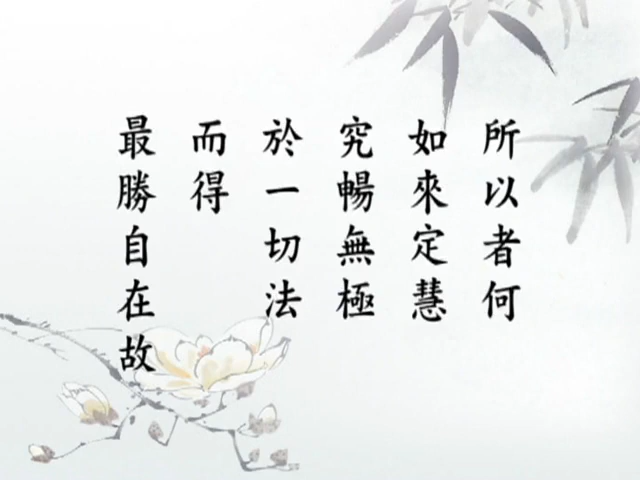 所以者何
如來定慧
究暢無極
於一切法
而得
最勝自在故